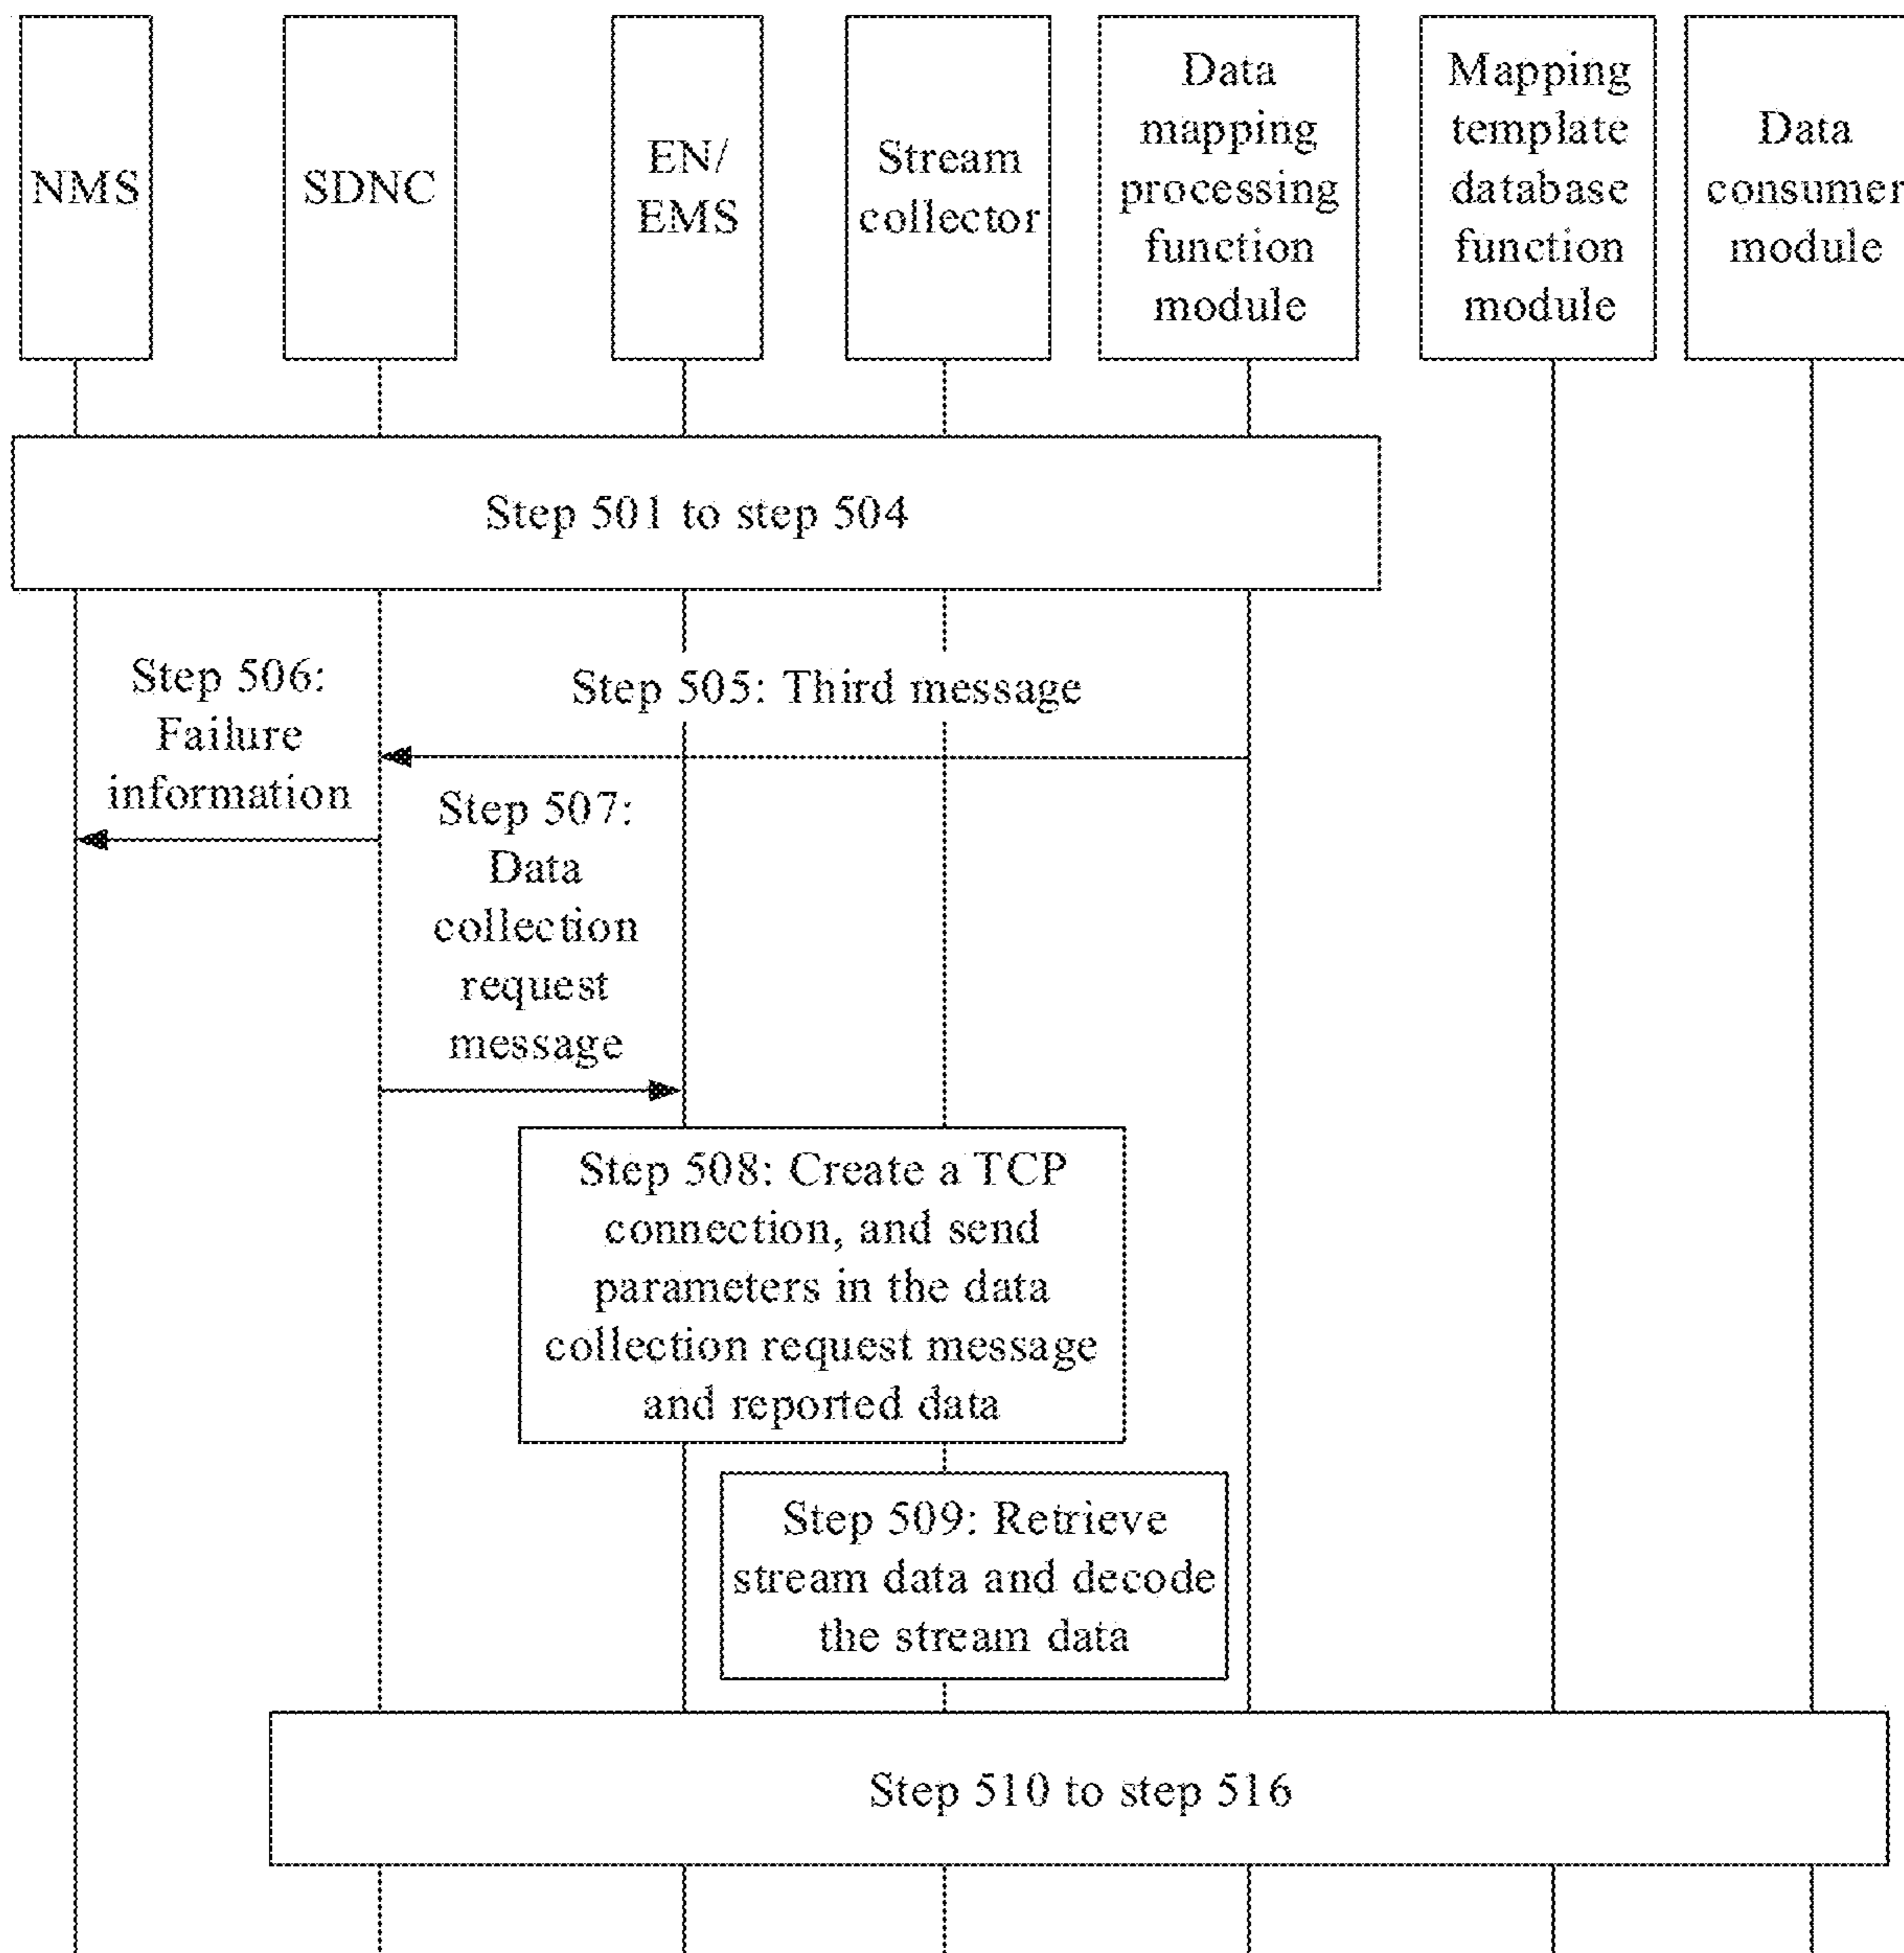 NMS
SDNC
EN/
EMS
Stream
collector
Data
mapping
processing
function
module
Mapping
template
database
function
module
Data
consumer
module
Step 501 to step 504
Step 506:
Failure
information
Step 505: Third message
Step 507:
Data
collection
request
message
Step 508: Create a TCP
connection, and send
parameters in the data
collection request message
and reported data
Step 509: Retrieve
stream data and decode
the stream data
Step 510 to step 516